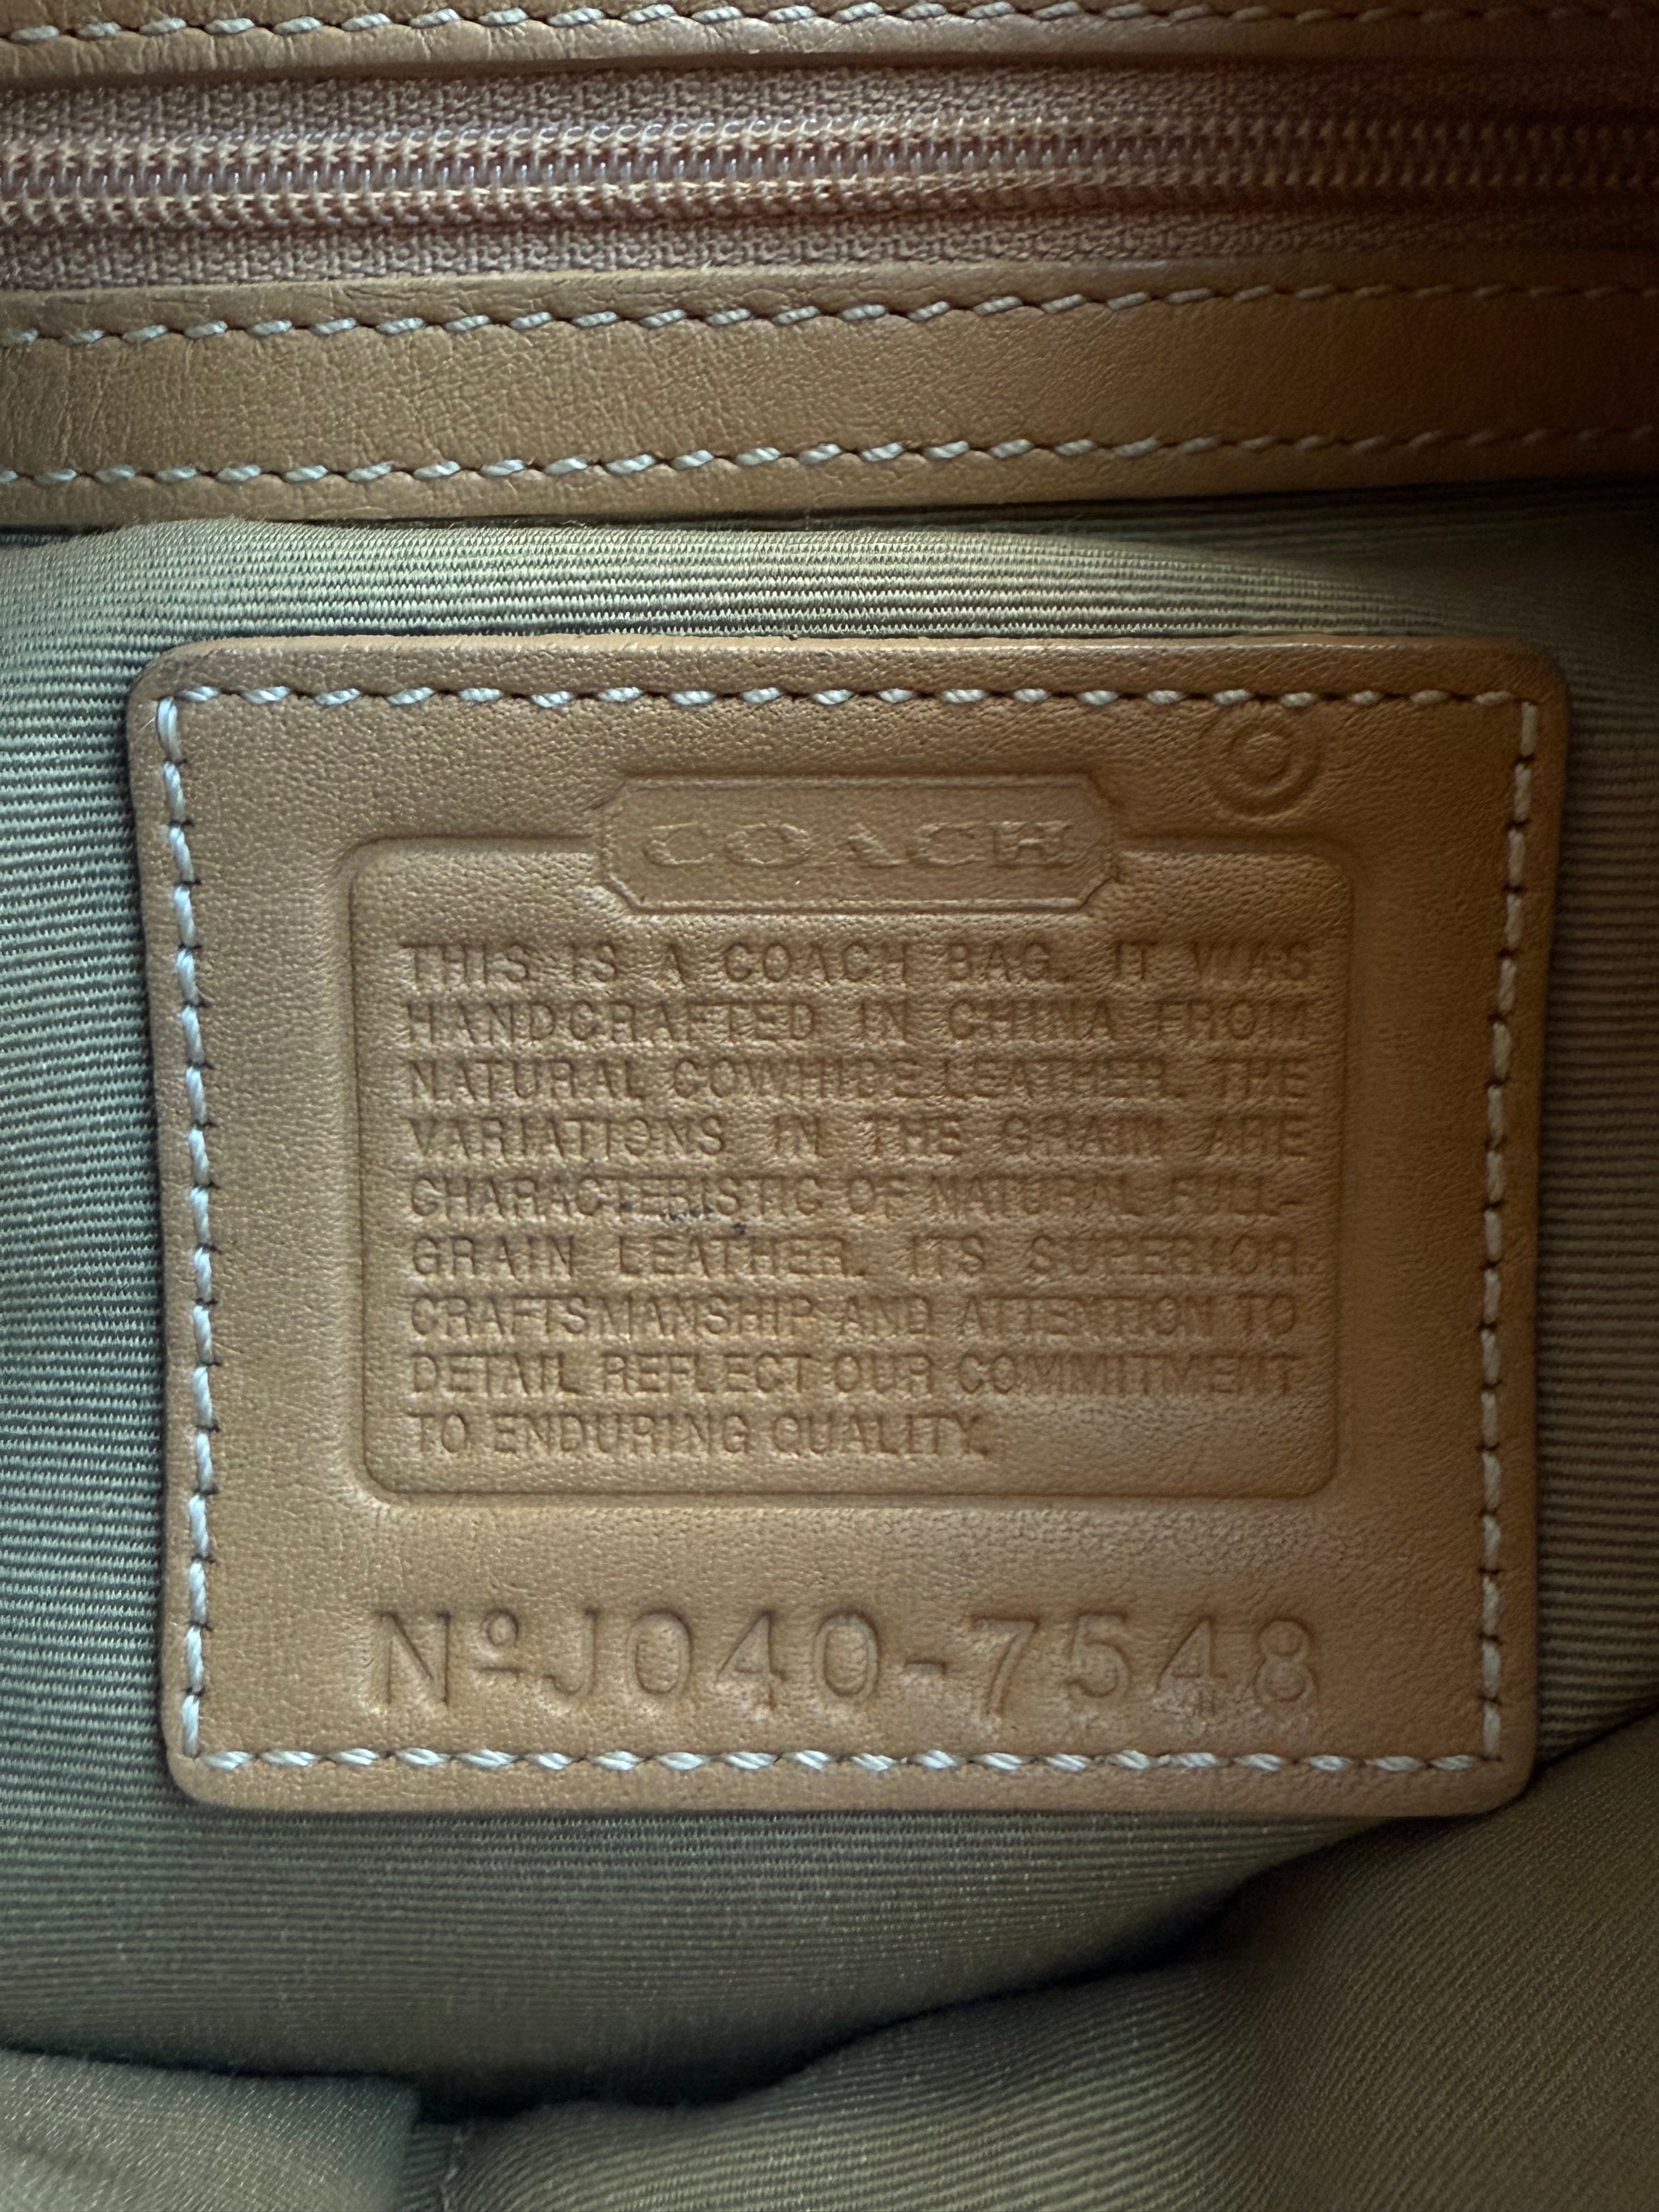 COACH
THIS IS A COACH BAG. IT WAS
HANDCRAFTED IN CHINA FROM
NATURAL COWHIDE LEATHER. THE
VARIATIONS IN THE GRAIN ARE
CHARACTERISTIC OF NATURAL FULL-
GRAIN LEATHER. ITS SUPERIOR
CRAFTSMANSHIP AND ATTENTION TO
DETAIL REFLECT OUR COMMITMENT
TO ENDURING QUALITY.
Nº J040-7548